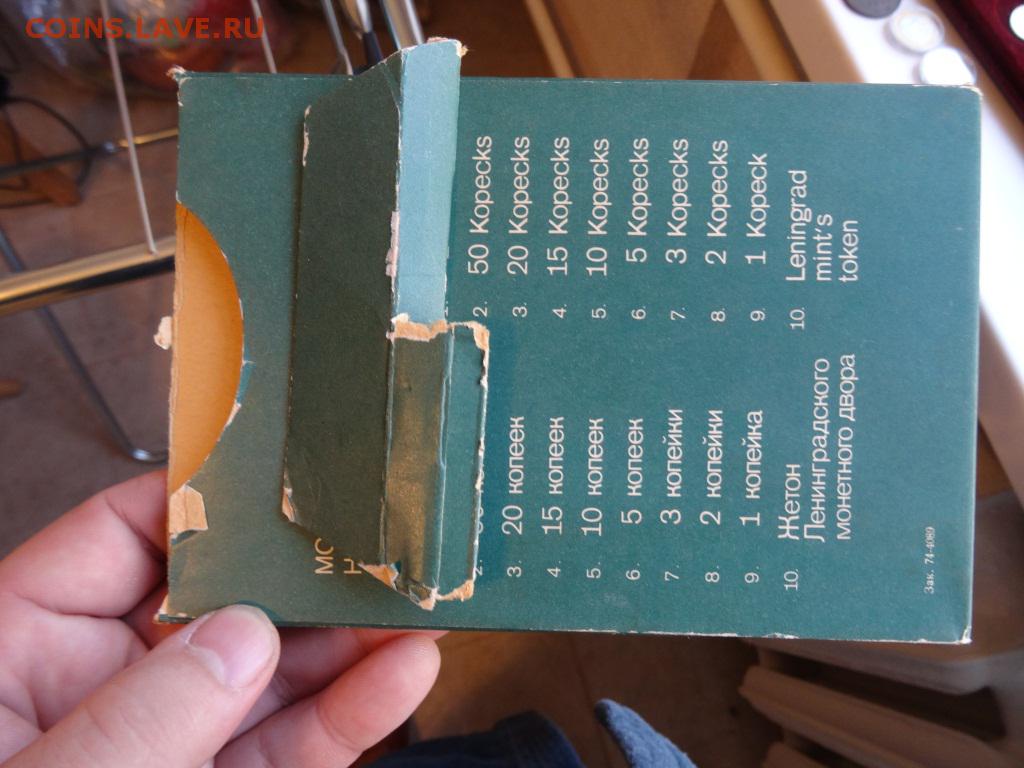 COINS.LAVE.RU
МО
Н
2.
3. 20 копеек
4. 15 копеек
5. 10 копеек
6. 5 копеек
7. 3 копейки
8. 2 копейки
9. 1 копейка
10. Жетон
Ленинградского
монетного двора
2. 50 Kopecks
3. 20 Kopecks
4. 15 Kopecks
5. 10 Kopecks
6. 5 Kopecks
7. 3 Kopecks
8. 2 Kopecks
9. 1 Kopeck
10. Leningrad
mint's
token
Зак. 74-4089